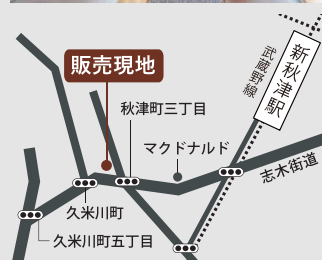 新秋津駅
武蔵野線
販売現地
秋津町三丁目
マクドナルド
志木街道
久米川町
久米川町五丁目